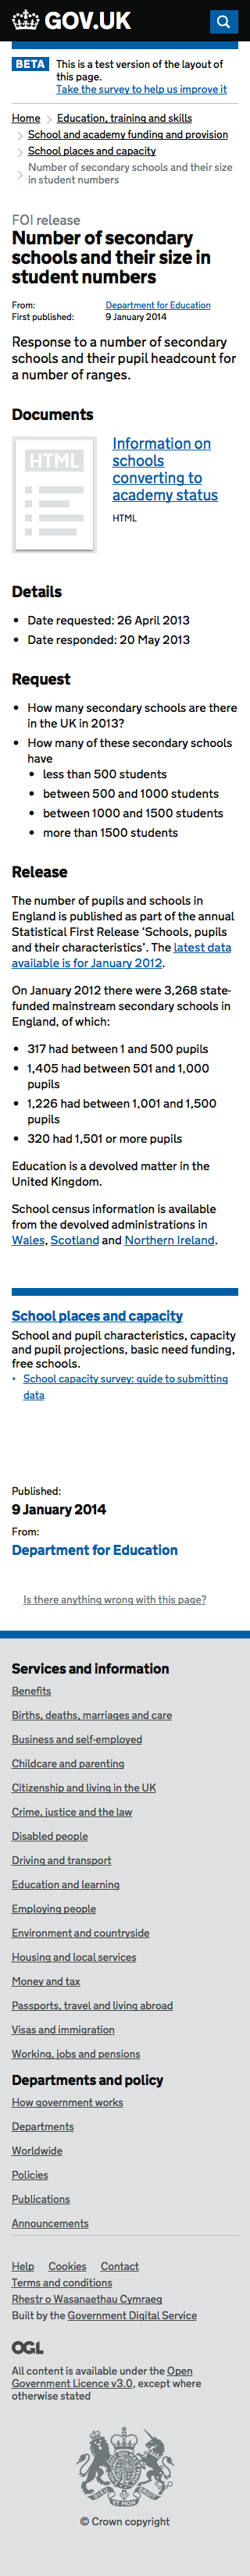 GOV.UK
BETA This is a test version of the layout of
this page.
Take the survey to help us improve it
Home Education, training and skills
School and academy funding and provision
School places and capacity
Number of secondary schools and their size
in student numbers
FOI release
Number of secondary
schools and their size in
student numbers
From: Department for Education
First published: 9 January 2014
Response to a number of secondary
schools and their pupil headcount for
a number of ranges.
Documents
HTML
Information on
schools
converting to
academy status
HTML
Details
• Date requested: 26 April 2013
• Date responded: 20 May 2013
Request
• How many secondary schools are there
in the UK in 2013?
• How many of these secondary schools
have
• less than 500 students
• between 500 and 1000 students
• between 1000 and 1500 students
• more than 1500 students
Release
The number of pupils and schools in
England is published as part of the annual
Statistical First Release ‘Schools, pupils
and their characteristics’. The latest data
available is for January 2012.
On January 2012 there were 3,268 state-
funded mainstream secondary schools in
England, of which:
• 317 had between 1 and 500 pupils
• 1,405 had between 501 and 1,000
pupils
• 1,226 had between 1,001 and 1,500
pupils
• 320 had 1,501 or more pupils
Education is a devolved matter in the
United Kingdom.
School census information is available
from the devolved administrations in
Wales, Scotland and Northern Ireland.
School places and capacity
School and pupil characteristics, capacity
and pupil projections, basic need funding,
free schools.
• School capacity survey: guide to submitting
data
Published:
9 January 2014
From:
Department for Education
Is there anything wrong with this page?
Services and information
Benefits
Births, deaths, marriages and care
Business and self-employed
Childcare and parenting
Citizenship and living in the UK
Crime, justice and the law
Disabled people
Driving and transport
Education and learning
Employing people
Environment and countryside
Housing and local services
Money and tax
Passports, travel and living abroad
Visas and immigration
Working, jobs and pensions
Departments and policy
How government works
Departments
Worldwide
Policies
Publications
Announcements
Help Cookies Contact
Terms and conditions
Rhestr o Wasanaethau Cymraeg
Built by the Government Digital Service
OGL
All content is available under the Open
Government Licence v3.0, except where
otherwise stated
© Crown copyright